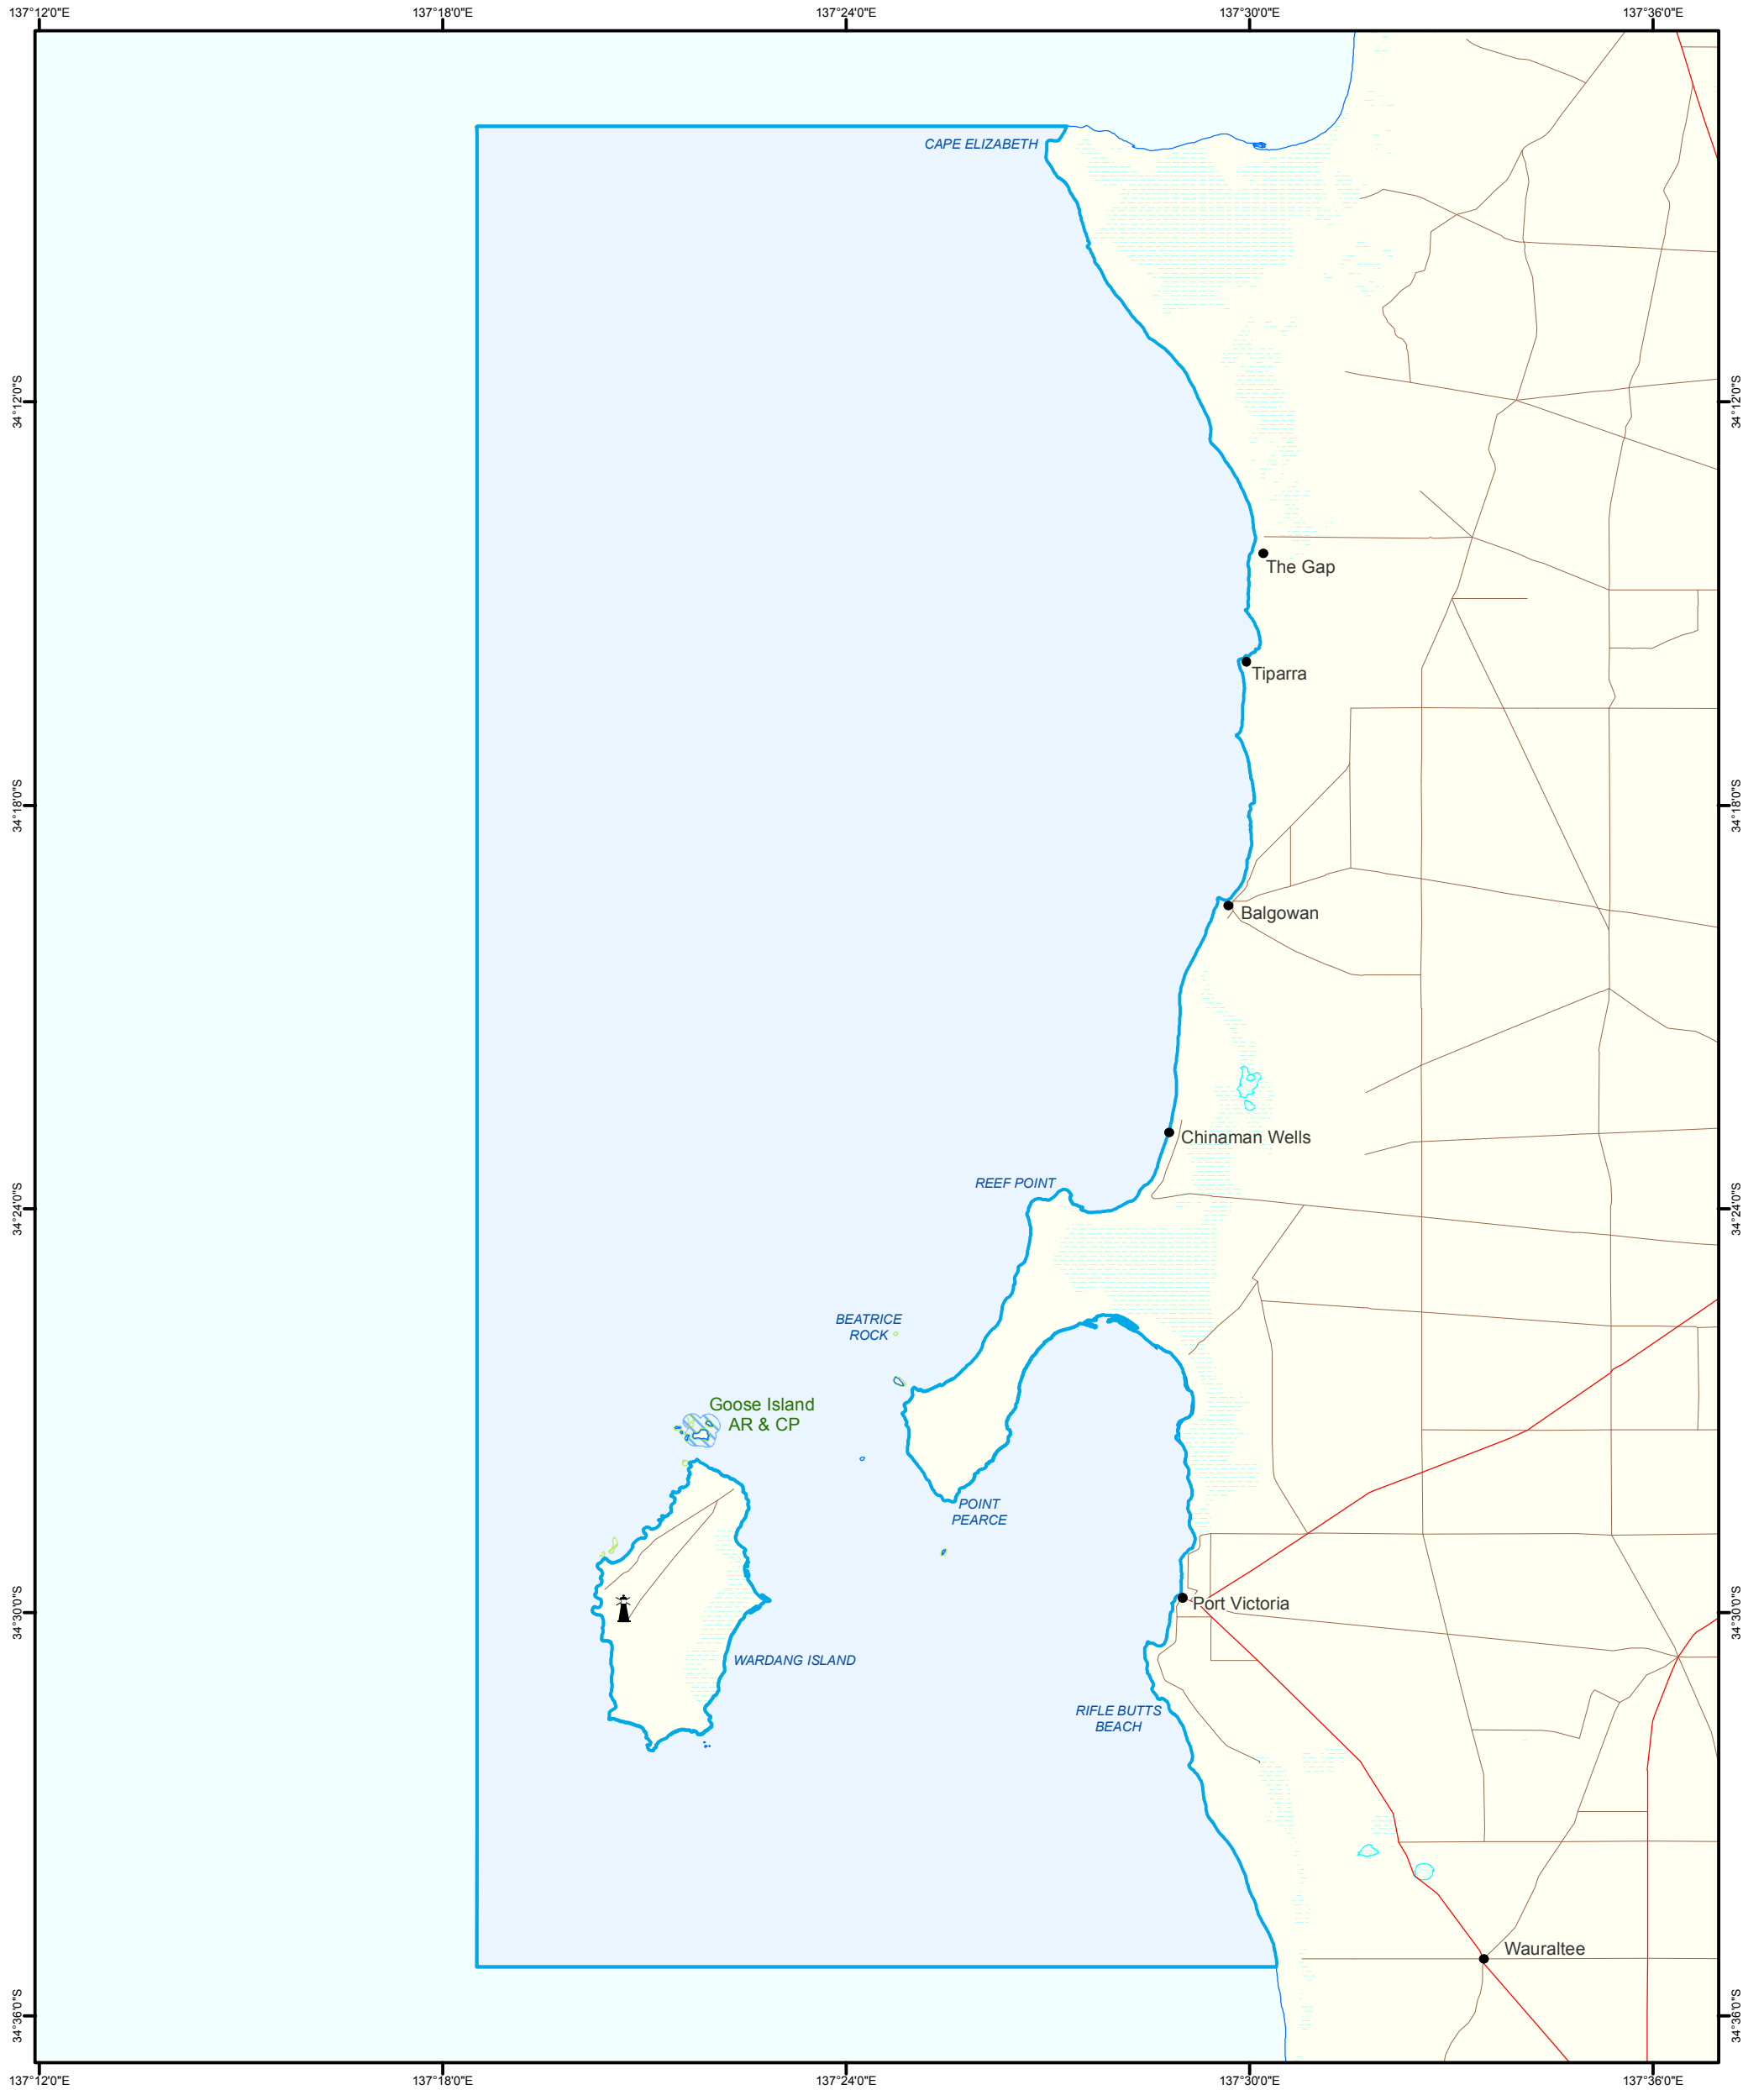 137°12'0"E
137°18'0"E
137°24'0"E
137°30'0"E
137°36'0"E
CAPE ELIZABETH
34°12'0"S
34°12'0"S
The Gap
Tiparra
34°18'0"S
34°18'0"S
Balgowan
Chinaman Wells
REEF POINT
34°24'0"S
34°24'0"S
BEATRICE
ROCK
Goose Island
AR & CP
POINT
PEARCE
34°30'0"S
34°30'0"S
Port Victoria
WARDANG ISLAND
RIFLE BUTTS
BEACH
Wauraltee
34°36'0"S
34°36'0"S
137°12'0"E
137°18'0"E
137°24'0"E
137°30'0"E
137°36'0"E